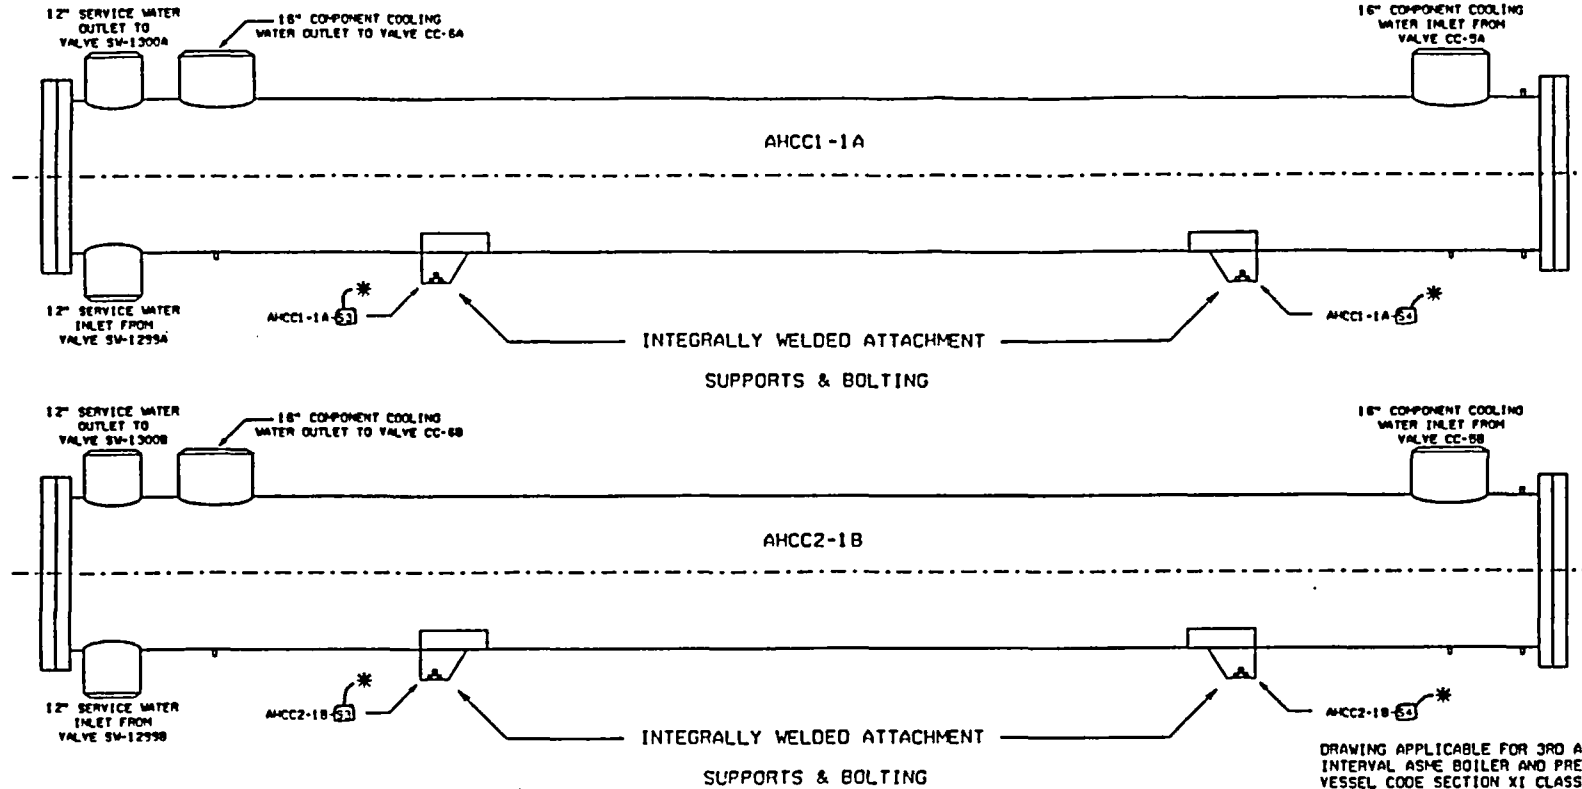 12" SERVICE WATER
OUTLET TO
VALVE SW-1300A
16" COMPONENT COOLING
WATER OUTLET TO VALVE CC-6A
16" COMPONENT COOLING
WATER INLET FROM
VALVE CC-5A
AHCC1-1A
12" SERVICE WATER
INLET FROM
VALVE SW-1299A
AHCC1-1A-S3 *
AHCC1-1A-S4 *
INTEGRALLY WELDED ATTACHMENT
SUPPORTS & BOLTING
12" SERVICE WATER
OUTLET TO
VALVE SW-1300B
16" COMPONENT COOLING
WATER OUTLET TO VALVE CC-6B
16" COMPONENT COOLING
WATER INLET FROM
VALVE CC-5B
AHCC2-1B
12" SERVICE WATER
INLET FROM
VALVE SW-1299B
AHCC2-1B-S3 *
AHCC2-1B-S4 *
INTEGRALLY WELDED ATTACHMENT
SUPPORTS & BOLTING
DRAWING APPLICABLE FOR 3RD A
INTERVAL ASME BOILER AND PRE
VESSEL CODE SECTION XI CLASS